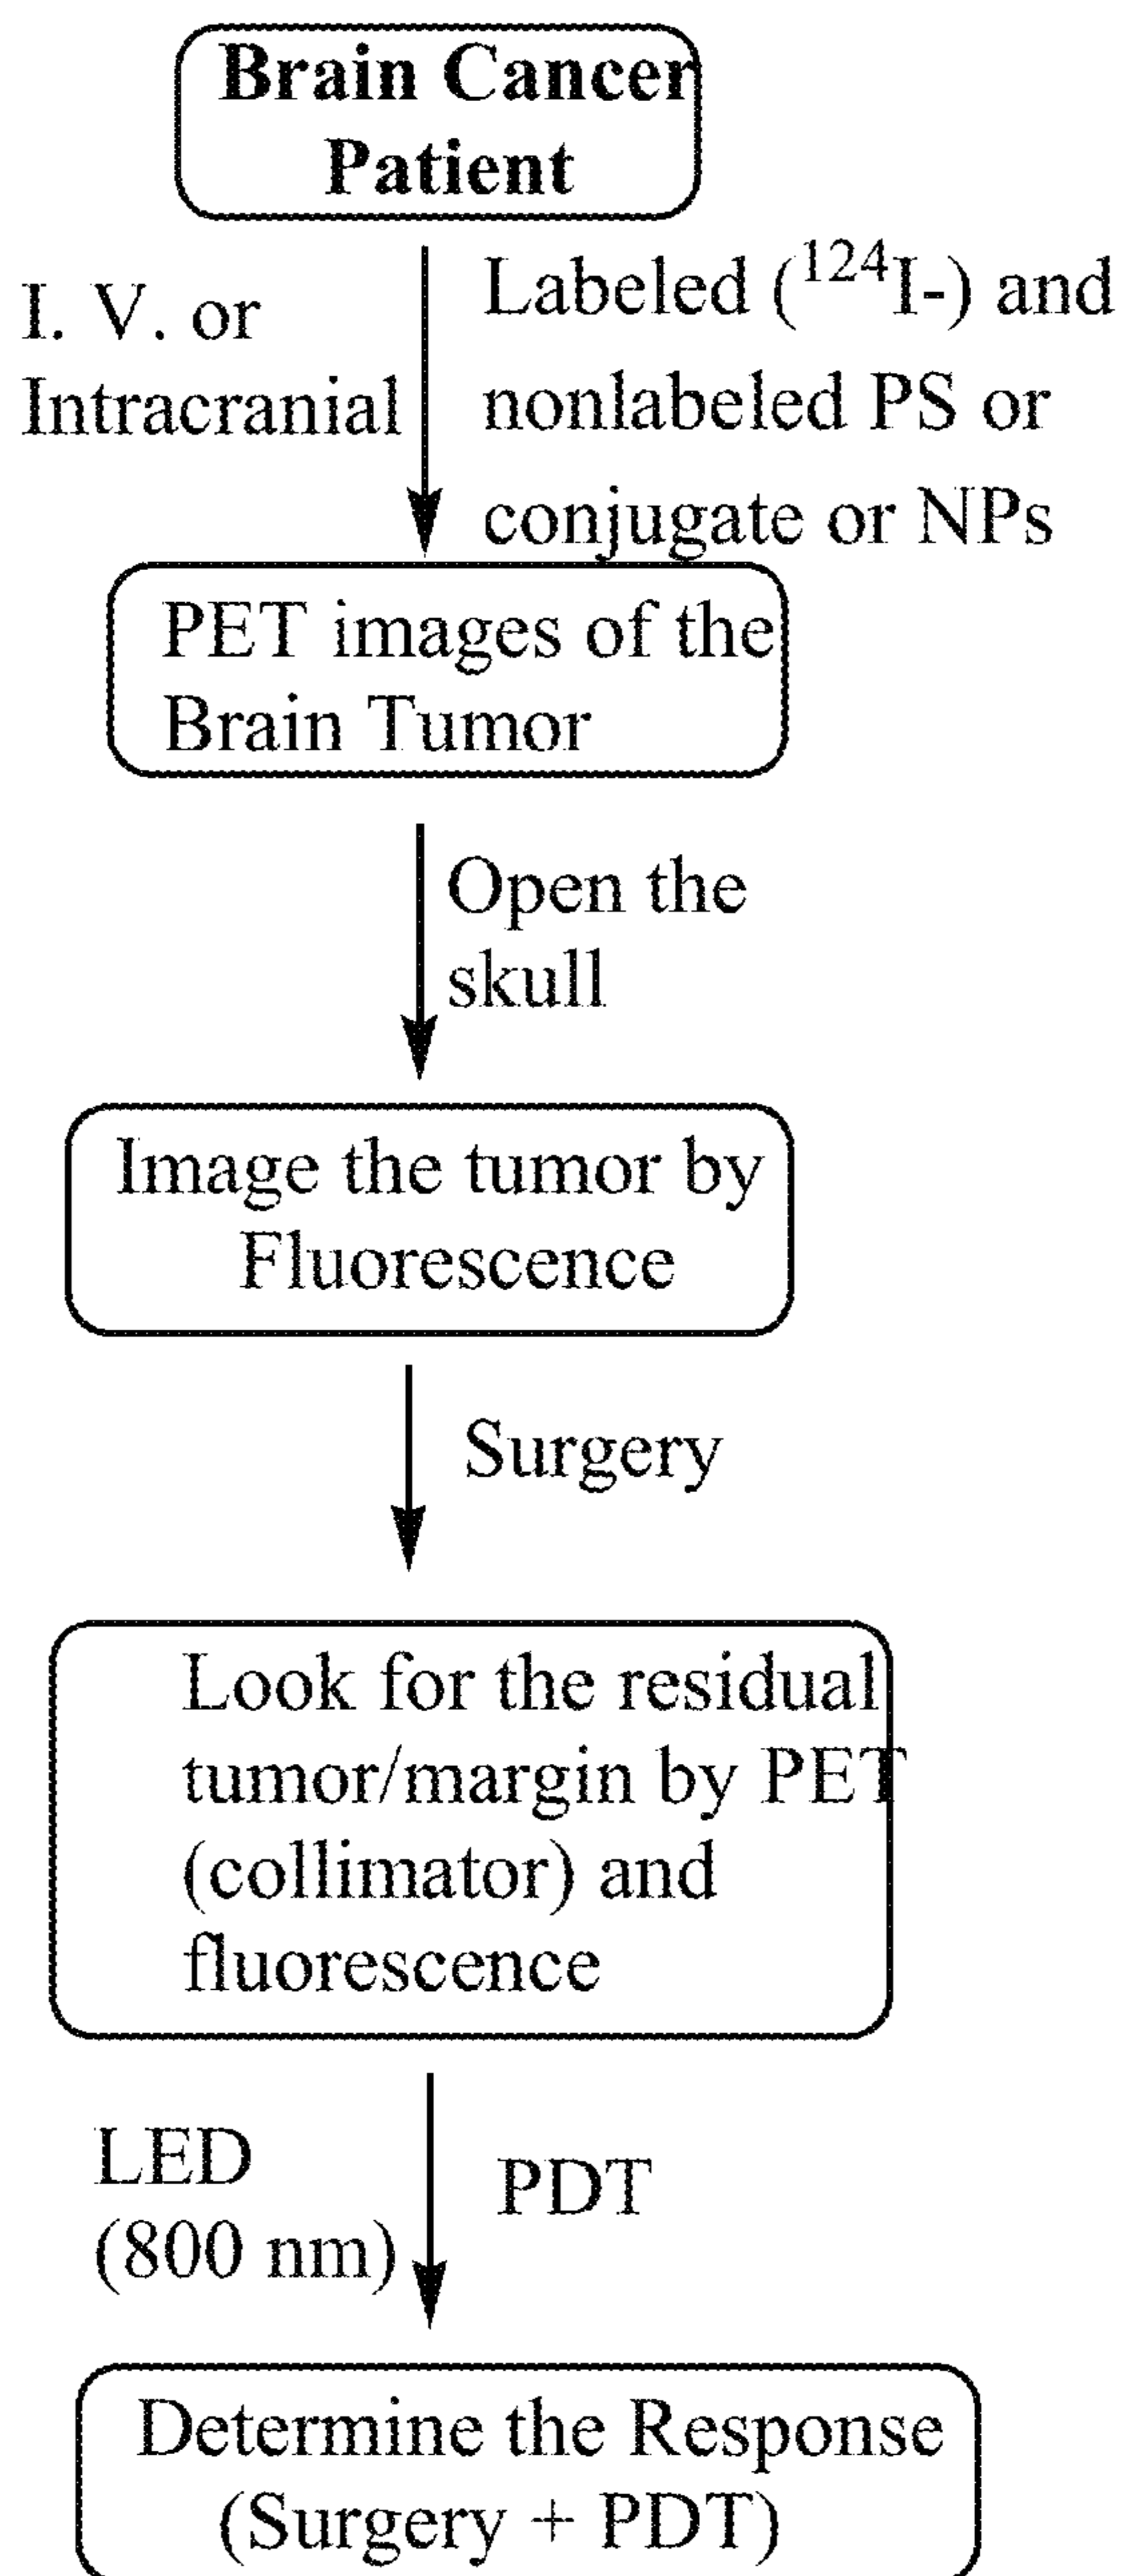 Brain Cancer
Patient
I. V. or
Intracranial
Labeled (¹²⁴I-) and
nonlabeled PS or
conjugate or NPs
PET images of the
Brain Tumor
Open the
skull
Image the tumor by
Fluorescence
Surgery
Look for the residual
tumor/margin by PET
(collimator) and
fluorescence
LED
(800 nm)
PDT
Determine the Response
(Surgery + PDT)